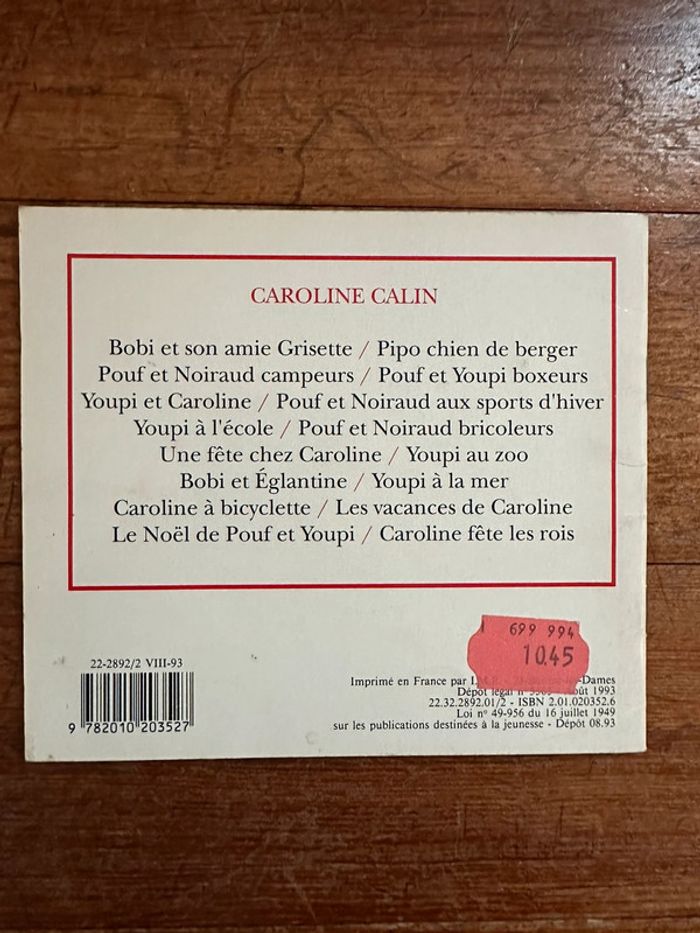 CAROLINE CALIN
Bobi et son amie Grisette / Pipo chien de berger
Pouf et Noiraud campeurs / Pouf et Youpi boxeurs
Youpi et Caroline / Pouf et Noiraud aux sports d'hiver
Youpi à l'école / Pouf et Noiraud bricoleurs
Une fête chez Caroline / Youpi au zoo
Bobi et Églantine / Youpi à la mer
Caroline à bicyclette / Les vacances de Caroline
Le Noël de Pouf et Youpi / Caroline fête les rois
699 994
10.45
22-2892/2 VIII-93
9 782010 203527
Imprimé en France par Dames
Dépôt légal n° août 1993
22.32.2892.01/2 - ISBN 2.01.020352.6
Loi n° 49-956 du 16 juillet 1949
sur les publications destinées à la jeunesse - Dépôt 08.93